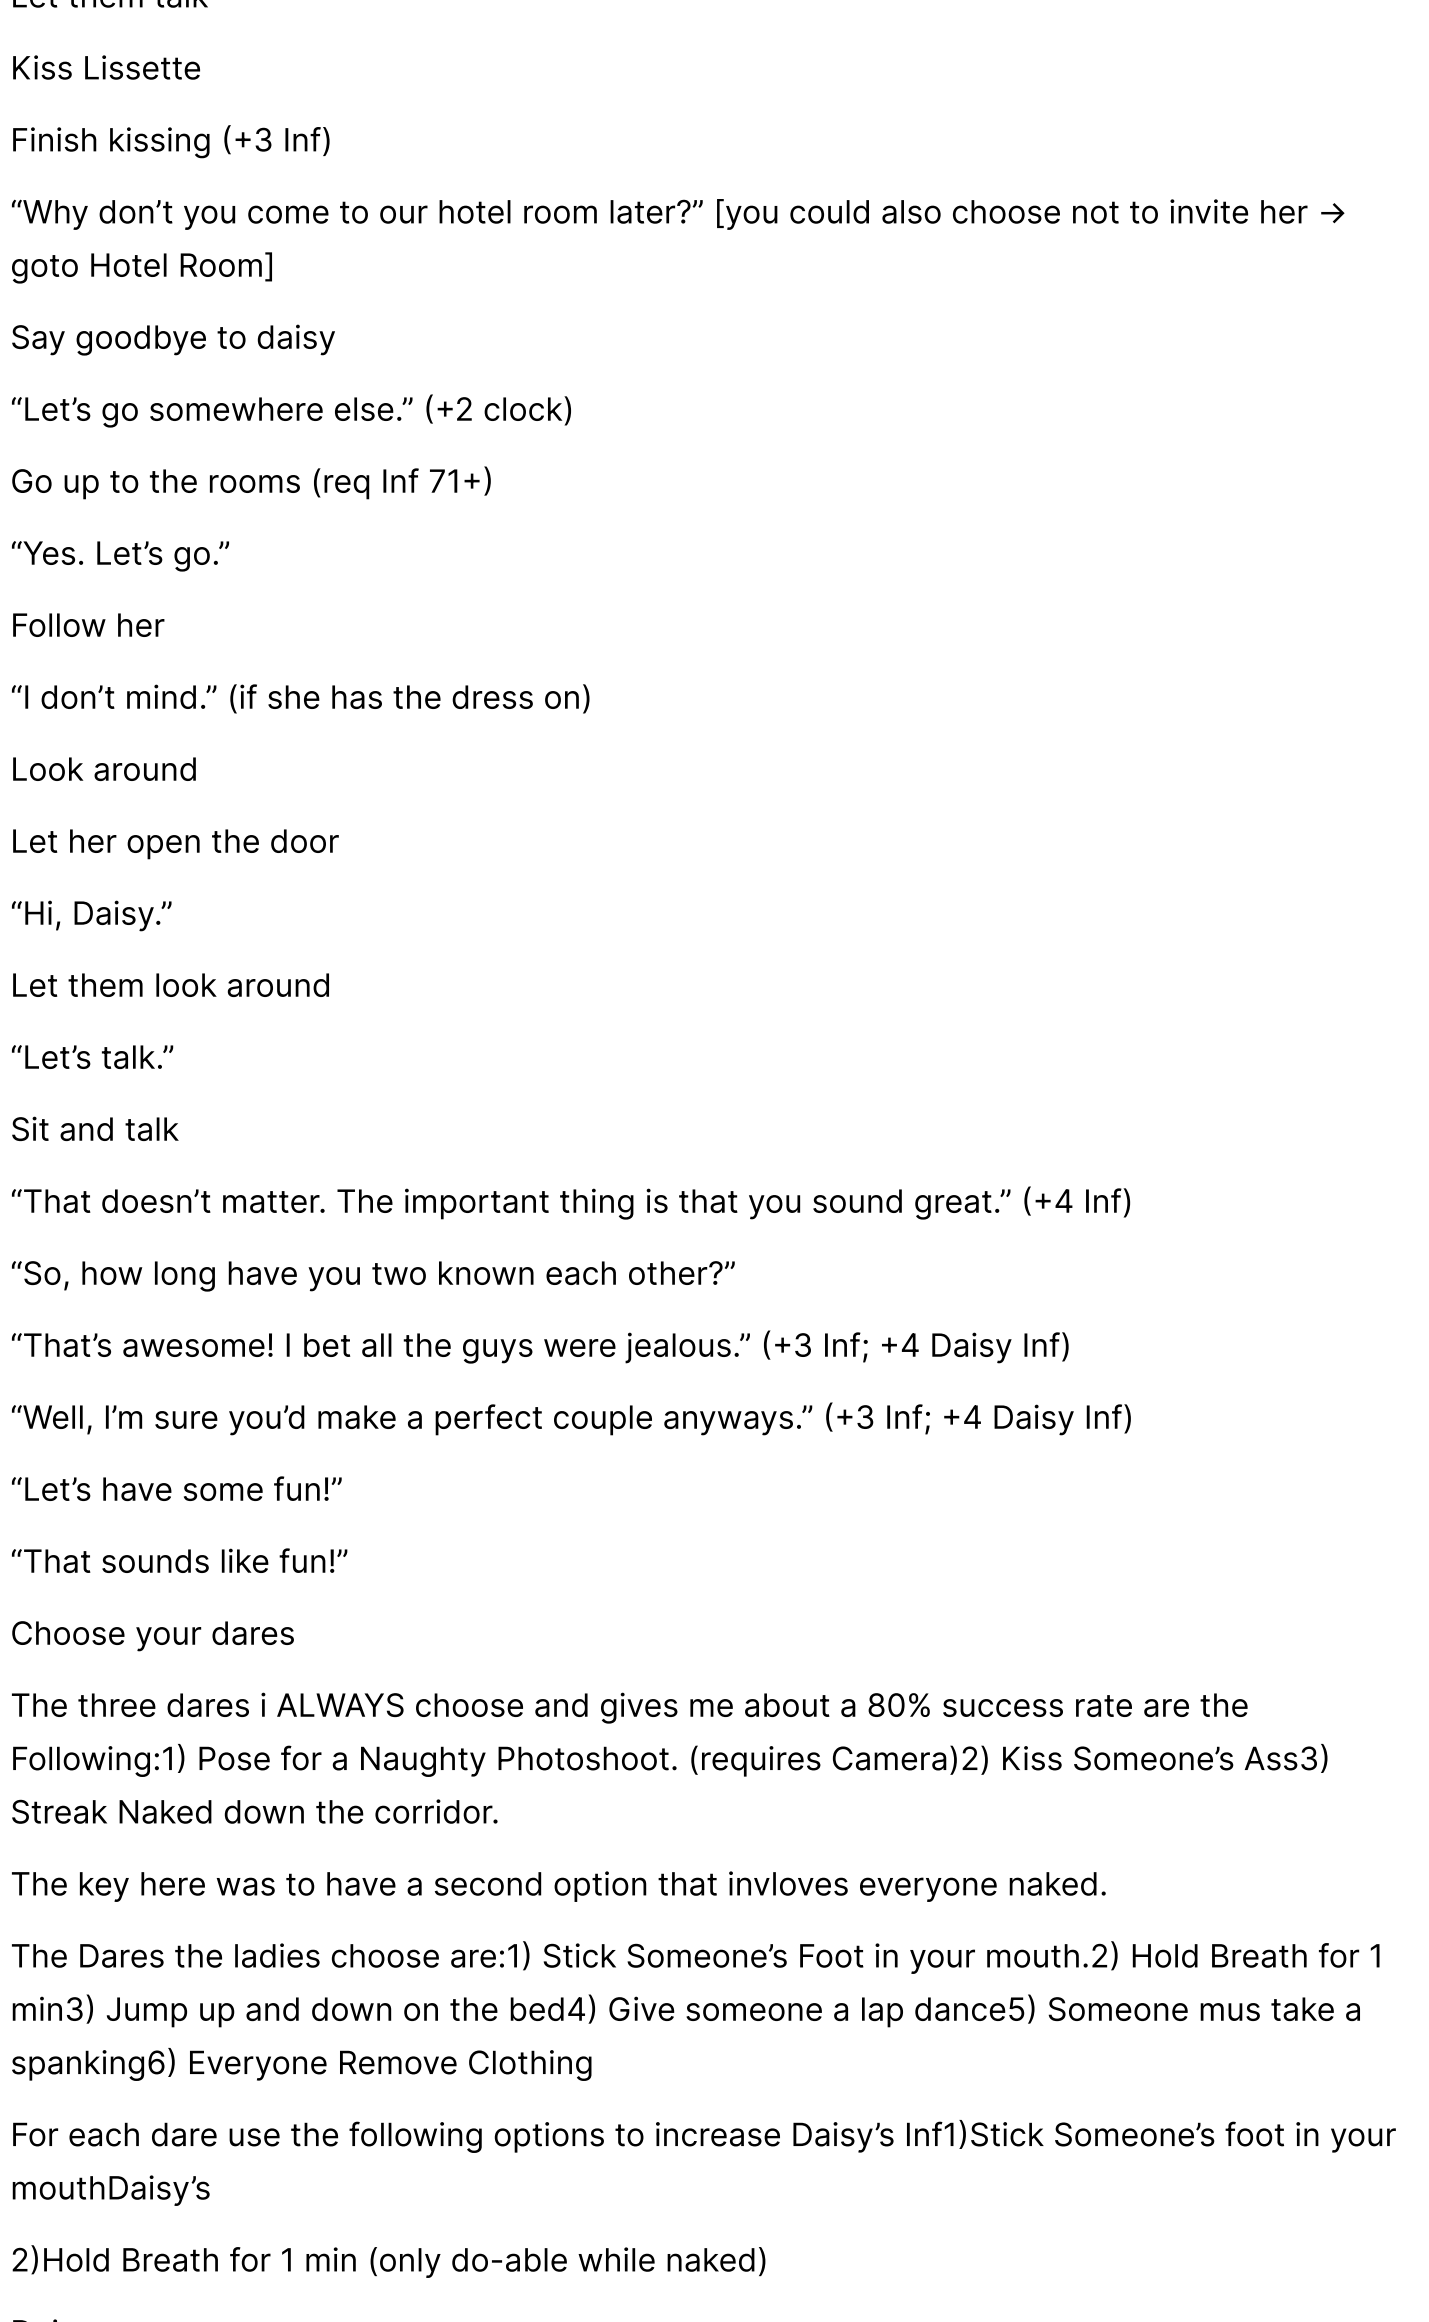 Let them talk
Kiss Lissette
Finish kissing (+3 Inf)
“Why don’t you come to our hotel room later?” [you could also choose not to invite her →
goto Hotel Room]
Say goodbye to daisy
“Let’s go somewhere else.” (+2 clock)
Go up to the rooms (req Inf 71+)
“Yes. Let’s go.”
Follow her
“I don’t mind.” (if she has the dress on)
Look around
Let her open the door
“Hi, Daisy.”
Let them look around
“Let’s talk.”
Sit and talk
“That doesn’t matter. The important thing is that you sound great.” (+4 Inf)
“So, how long have you two known each other?”
“That’s awesome! I bet all the guys were jealous.” (+3 Inf; +4 Daisy Inf)
“Well, I’m sure you’d make a perfect couple anyways.” (+3 Inf; +4 Daisy Inf)
“Let’s have some fun!”
“That sounds like fun!”
Choose your dares
The three dares i ALWAYS choose and gives me about a 80% success rate are the
Following:1) Pose for a Naughty Photoshoot. (requires Camera)2) Kiss Someone’s Ass3)
Streak Naked down the corridor.
The key here was to have a second option that invloves everyone naked.
The Dares the ladies choose are:1) Stick Someone’s Foot in your mouth.2) Hold Breath for 1
min3) Jump up and down on the bed4) Give someone a lap dance5) Someone mus take a
spanking6) Everyone Remove Clothing
For each dare use the following options to increase Daisy’s Inf1)Stick Someone’s foot in your
mouthDaisy’s
2)Hold Breath for 1 min (only do-able while naked)